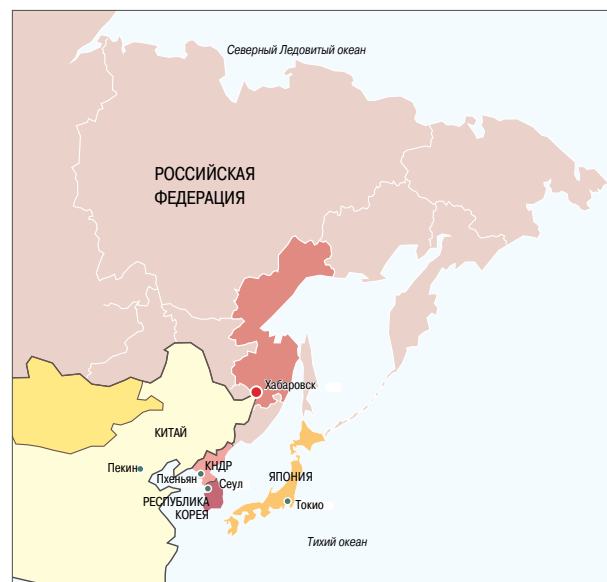 Северный Ледовитый океан
РОССИЙСКАЯ
ФЕДЕРАЦИЯ
Хабаровск
КИТАЙ
Пекин
КНДР
Пхеньян
Сеул
ЯПОНИЯ
РЕСПУБЛИКА
КОРЕЯ
Токио
Тихий океан